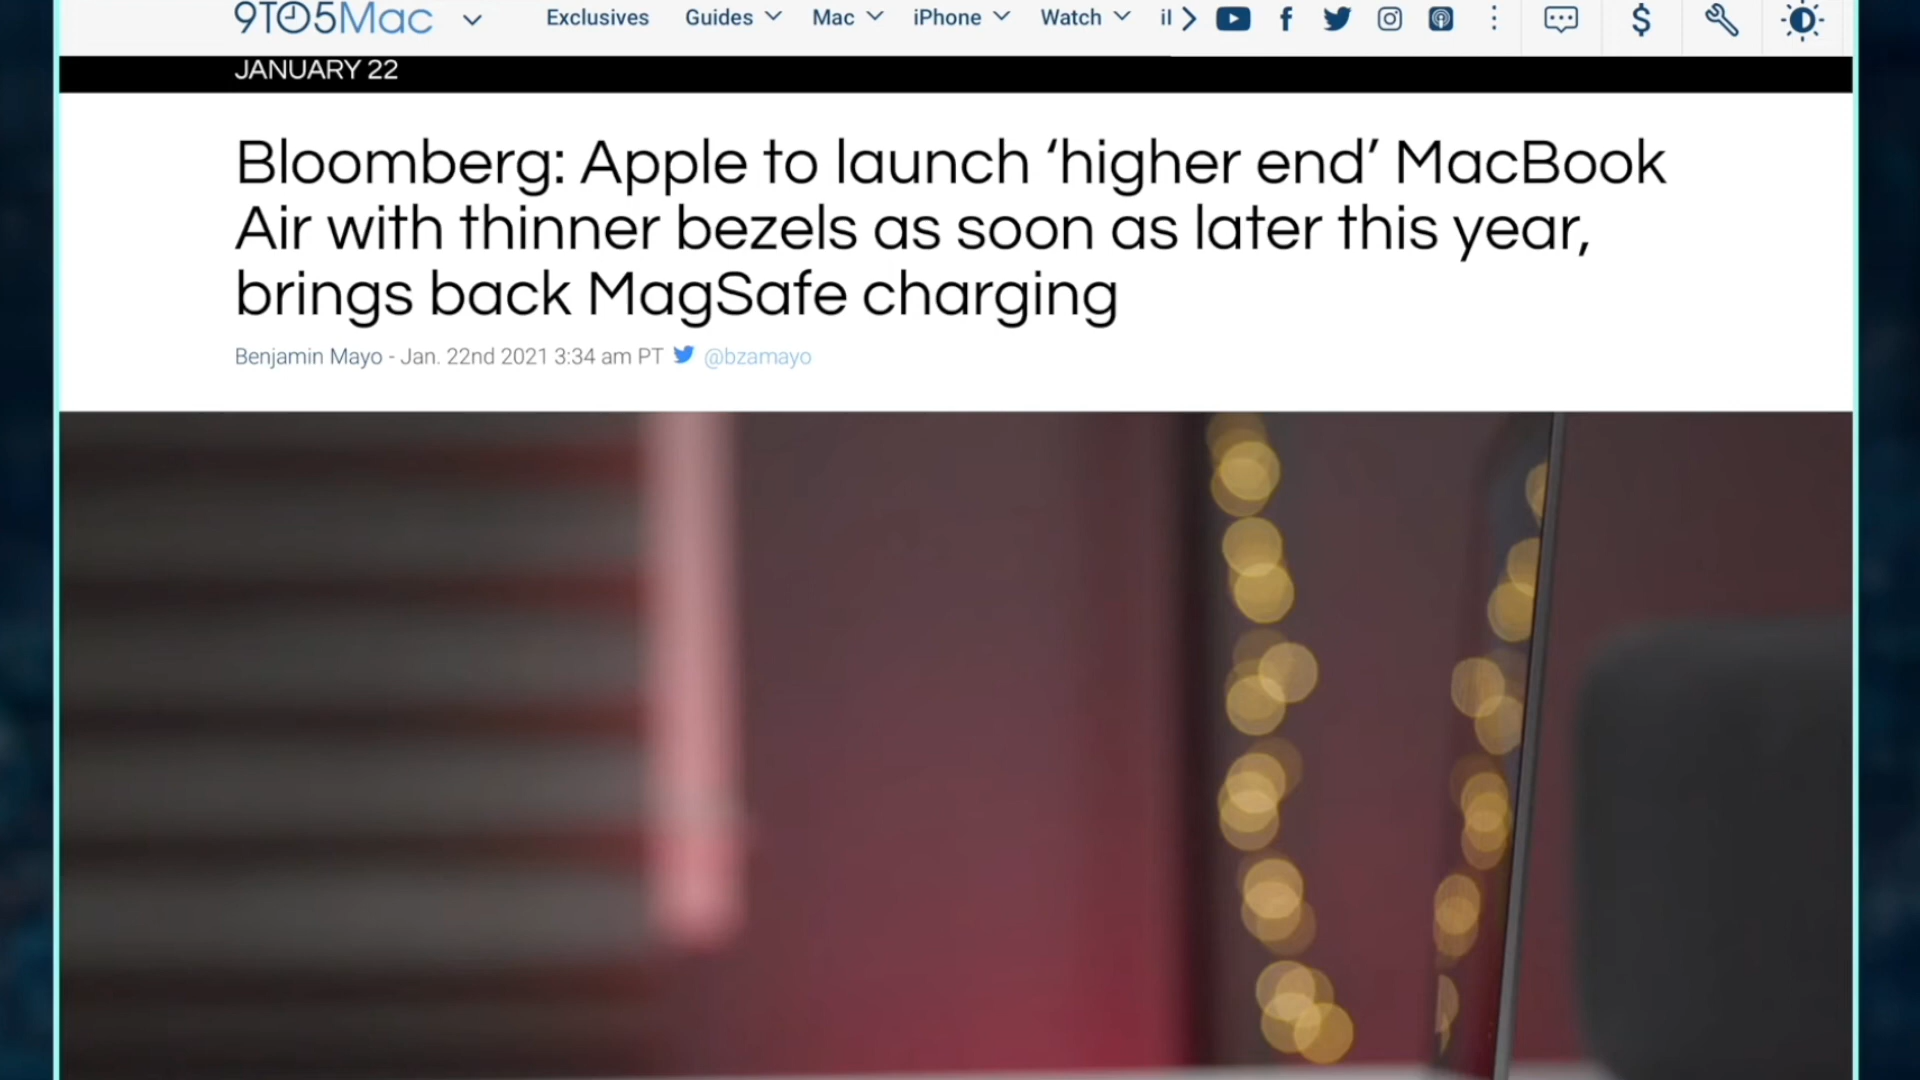 9TO5Mac Exclusives Guides Mac iPhone Watch
JANUARY 22
Bloomberg: Apple to launch ‘higher end’ MacBook
Air with thinner bezels as soon as later this year,
brings back MagSafe charging
Benjamin Mayo - Jan. 22nd 2021 3:34 am PT @bzamayo